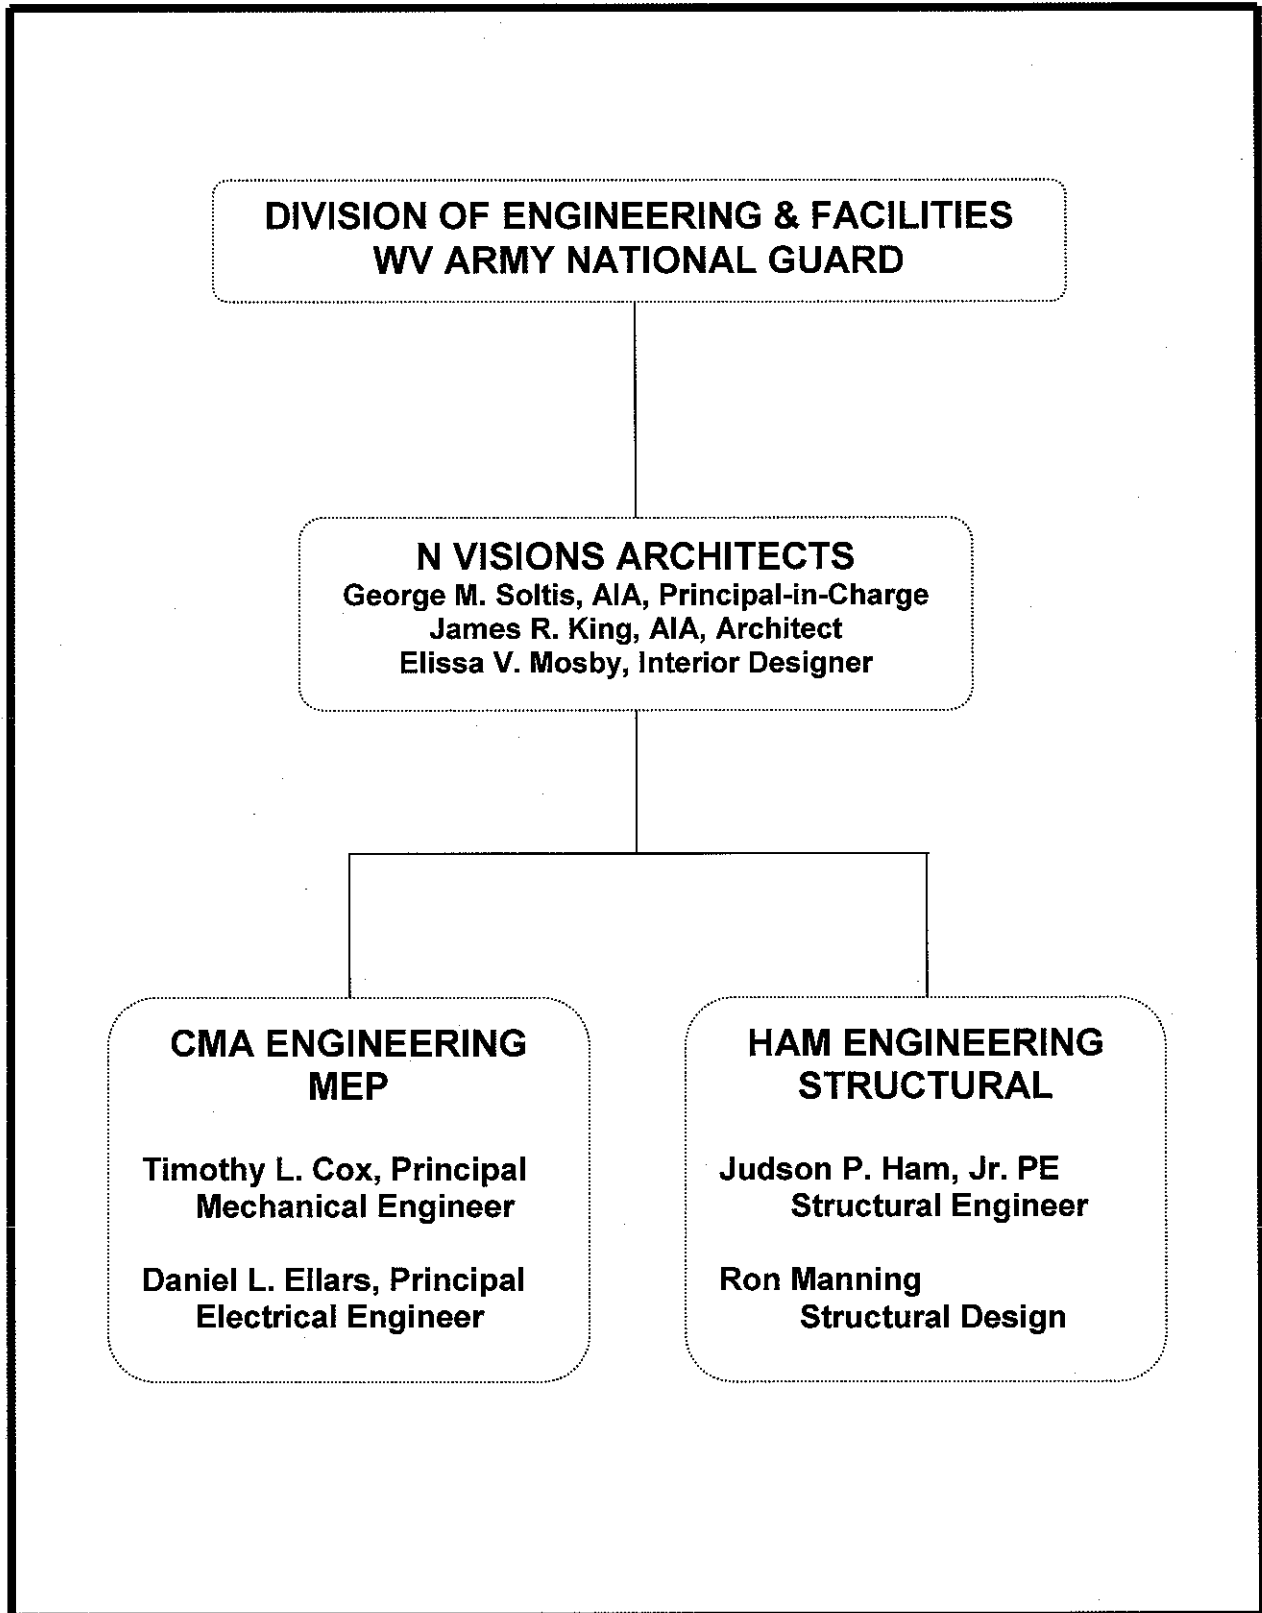 DIVISION OF ENGINEERING & FACILITIES
WV ARMY NATIONAL GUARD
N VISIONS ARCHITECTS
George M. Soltis, AIA, Principal-in-Charge
James R. King, AIA, Architect
Elissa V. Mosby, Interior Designer
CMA ENGINEERING
MEP
Timothy L. Cox, Principal
Mechanical Engineer
Daniel L. Ellars, Principal
Electrical Engineer
HAM ENGINEERING
STRUCTURAL
Judson P. Ham, Jr. PE
Structural Engineer
Ron Manning
Structural Design